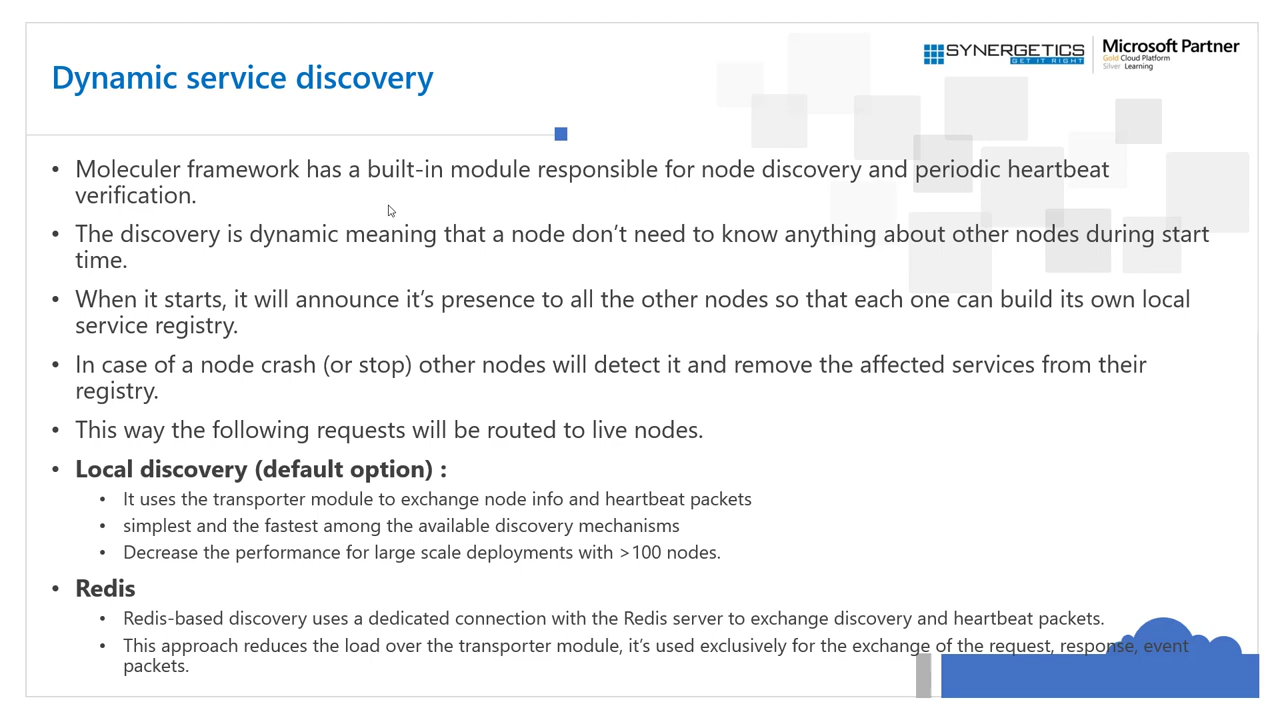 SYNERGETICS
GET IT RIGHT
Microsoft Partner
Gold Cloud Platform
Silver Learning
Dynamic service discovery
• Moleculer framework has a built-in module responsible for node discovery and periodic heartbeat
verification.
• The discovery is dynamic meaning that a node don’t need to know anything about other nodes during start
time.
• When it starts, it will announce it’s presence to all the other nodes so that each one can build its own local
service registry.
• In case of a node crash (or stop) other nodes will detect it and remove the affected services from their
registry.
• This way the following requests will be routed to live nodes.
• Local discovery (default option) :
• It uses the transporter module to exchange node info and heartbeat packets
• simplest and the fastest among the available discovery mechanisms
• Decrease the performance for large scale deployments with >100 nodes.
• Redis
• Redis-based discovery uses a dedicated connection with the Redis server to exchange discovery and heartbeat packets.
• This approach reduces the load over the transporter module, it’s used exclusively for the exchange of the request, response, event
packets.